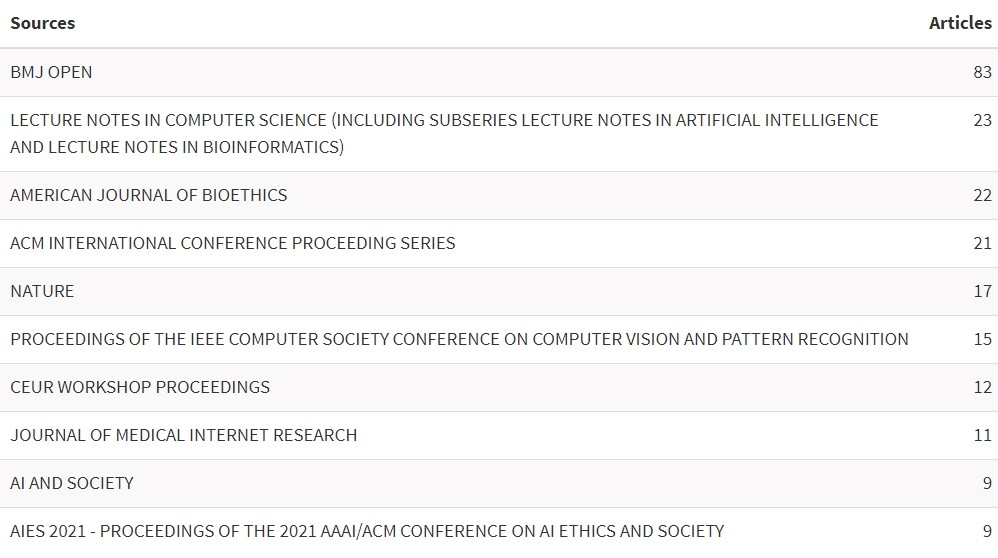 Sources Articles
BMJ OPEN 83
LECTURE NOTES IN COMPUTER SCIENCE (INCLUDING SUBSERIES LECTURE NOTES IN ARTIFICIAL INTELLIGENCE 23
AND LECTURE NOTES IN BIOINFORMATICS)
AMERICAN JOURNAL OF BIOETHICS 22
ACM INTERNATIONAL CONFERENCE PROCEEDING SERIES 21
NATURE 17
PROCEEDINGS OF THE IEEE COMPUTER SOCIETY CONFERENCE ON COMPUTER VISION AND PATTERN RECOGNITION 15
CEUR WORKSHOP PROCEEDINGS 12
JOURNAL OF MEDICAL INTERNET RESEARCH 11
AI AND SOCIETY 9
AIES 2021 - PROCEEDINGS OF THE 2021 AAAI/ACM CONFERENCE ON AI ETHICS AND SOCIETY 9